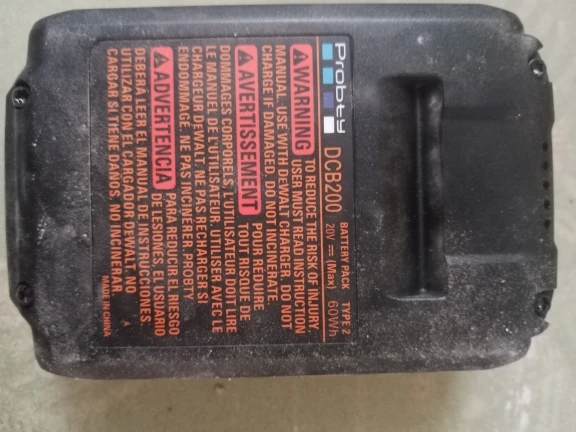 Probty
DCB200
BATTERY PACK TYPE 2
20V ⎓ (Max) 60Wh
WARNING TO REDUCE THE RISK OF INJURY,
USER MUST READ INSTRUCTION
MANUAL. USE WITH DeWALT CHARGER. DO NOT
CHARGE IF DAMAGED, DO NOT INCINERATE.
AVERTISSEMENT POUR RÉDUIRE
TOUT RISQUE DE
DOMMAGES CORPORELS, L'UTILISATEUR DOIT LIRE
LE MANUEL DE L'UTILISATEUR. UTILISER AVEC LE
CHARGEUR DEWALT. NE PAS RECHARGER SI
ENDOMMAGÉ. NE PAS INCINERER. PROBTY
ADVERTENCIA PARA REDUCIR EL RIESGO
DE LESIONES, EL USUARIO
DEBERÁ LEER EL MANUAL DE INSTRUCCIONES.
UTILIZAR CON EL CARGADOR DEWALT. NO
CARGAR SI TIENE DAÑOS, NO INCINERAR.
MADE IN CHINA